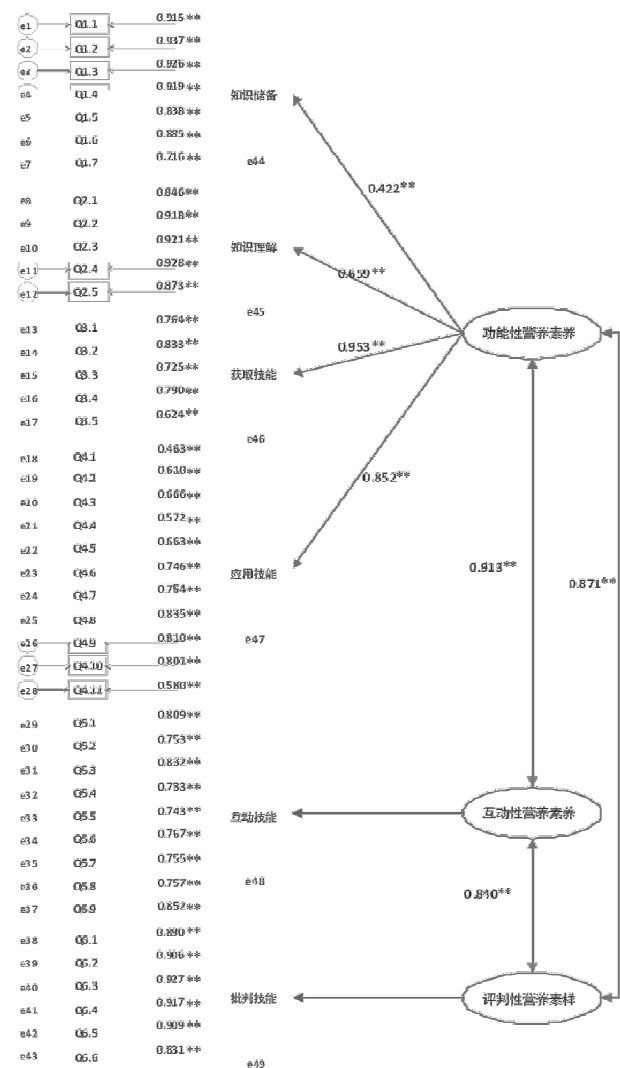 e1 Q1.1 0.915**
e2 Q1.2 0.937**
Q1.3 0.926**
e4 Q1.4 0.919**
知识储备
e5 Q1.5 0.838**
e6 Q1.6 0.885**
e7 Q1.7 0.716**
e44
0.422**
e8 Q2.1 0.846**
e9 Q2.2 0.918**
e10 Q2.3 0.921**
知识理解
e11 Q2.4 0.928**
e12 Q2.5 0.873**
0.659**
e45
e13 Q3.1 0.764**
功能性营养素养
e14 Q3.2 0.833**
0.953**
e15 Q3.3 0.725**
获取技能
e16 Q3.4 0.790**
e17 Q3.5 0.624**
e46
e18 Q4.1 0.463**
e19 Q4.2 0.610**
0.852**
e20 Q4.3 0.666**
e21 Q4.4 0.572**
e22 Q4.5 0.663**
e23 Q4.6 0.746**
应用技能
0.913**
0.871**
e24 Q4.7 0.764**
e25 Q4.8 0.835**
e26 Q4.9 0.810**
e47
e27 Q4.10 0.801**
e28 Q4.11 0.580**
e29 Q5.1 0.809**
e30 Q5.2 0.753**
e31 Q5.3 0.832**
e32 Q5.4 0.733**
e33 Q5.5 0.743**
互动技能
互动性营养素养
e34 Q5.6 0.767**
e35 Q5.7 0.755**
e36 Q5.8 0.757**
e48
e37 Q5.9 0.852**
0.840**
e38 Q6.1 0.890**
e39 Q6.2 0.906**
e40 Q6.3 0.927**
e41 Q6.4 0.917**
批判技能
评判性营养素样
e42 Q6.5 0.909**
e43 Q6.6 0.831**
e49